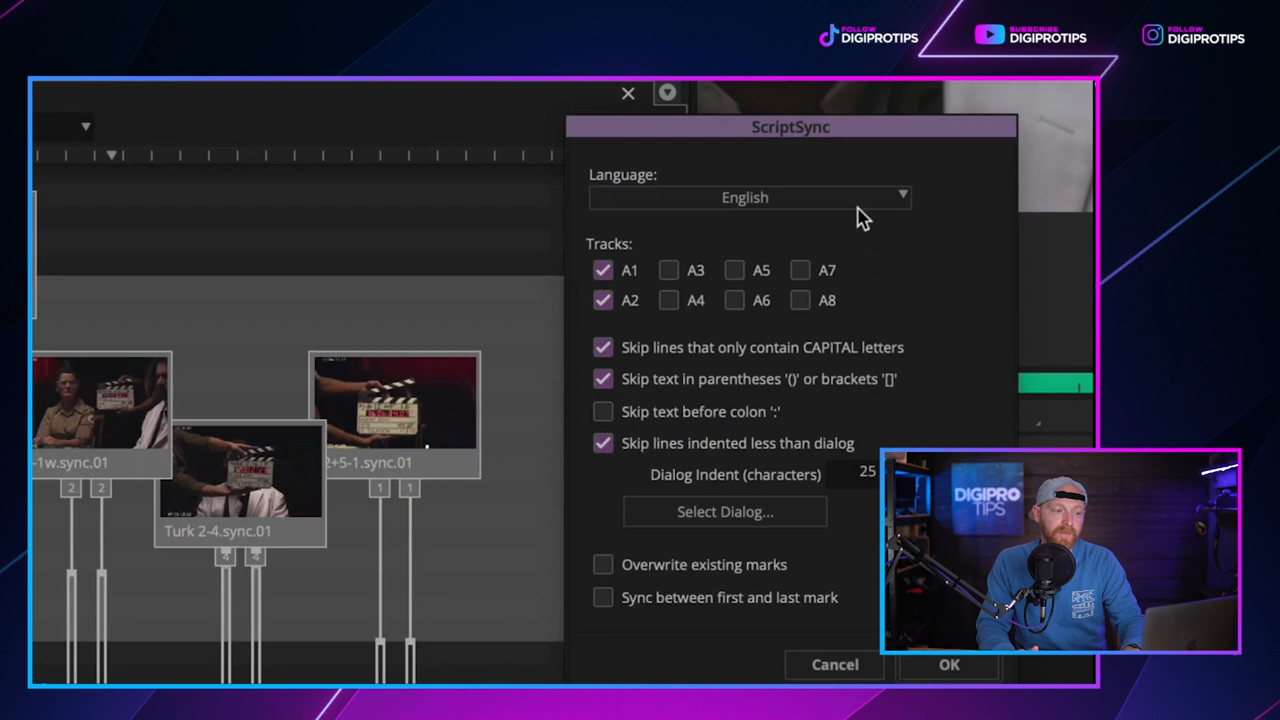 FOLLOW
DIGIPROTIPS
SUBSCRIBE
DIGIPROTIPS
FOLLOW
DIGIPROTIPS
ScriptSync
Language:
English
Tracks:
A1 A3 A5 A7
A2 A4 A6 A8
Skip lines that only contain CAPITAL letters
Skip text in parentheses '()' or brackets '[]'
Skip text before colon ':'
Skip lines indented less than dialog
Dialog Indent (characters) 25
Select Dialog...
Overwrite existing marks
Sync between first and last mark
Cancel OK
-1w.sync.01
2+5-1.sync.01
2 2
1 1
Turk 2-4.sync.01
4 4
DIGIPRO
TIPS